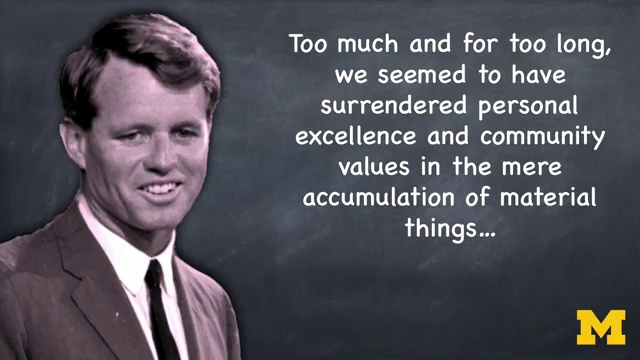 Too much and for too long,
we seemed to have
surrendered personal
excellence and community
values in the mere
accumulation of material
things...
M